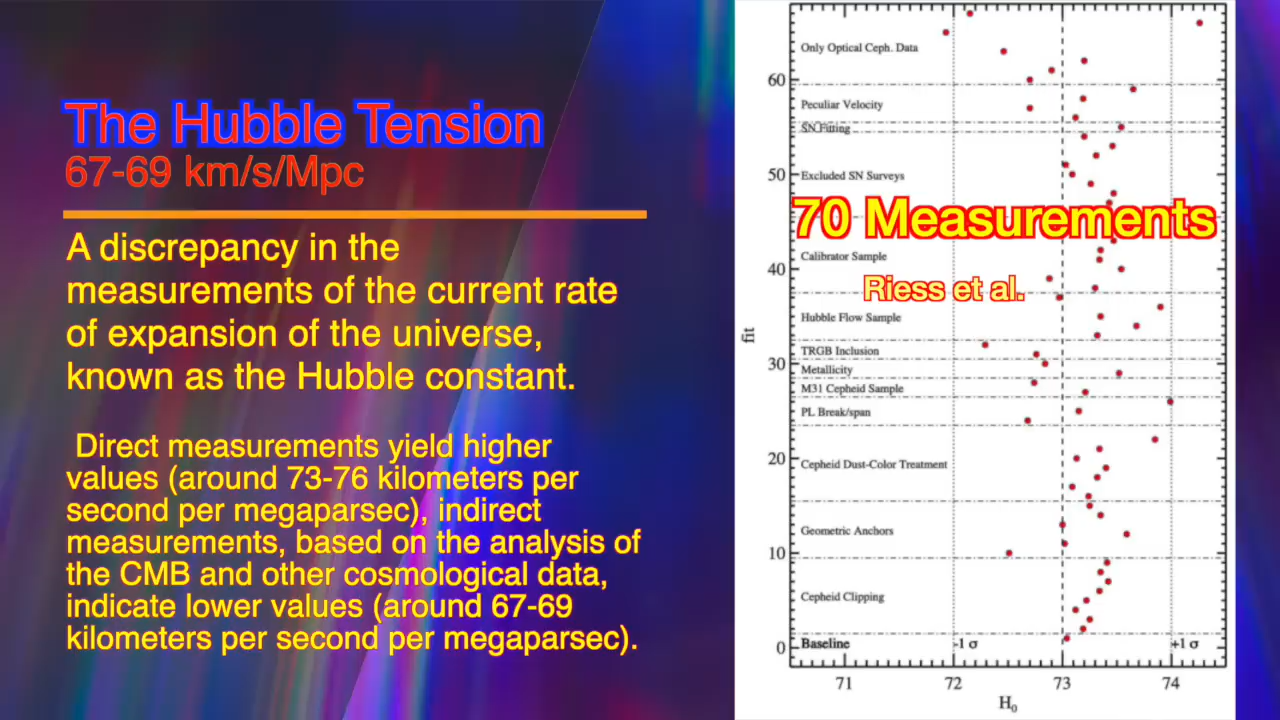 The Hubble Tension
67-69 km/s/Mpc
A discrepancy in the
measurements of the current rate
of expansion of the universe,
known as the Hubble constant.
Direct measurements yield higher
values (around 73-76 kilometers per
second per megaparsec), indirect
measurements, based on the analysis of
the CMB and other cosmological data,
indicate lower values (around 67-69
kilometers per second per megaparsec).
Only Optical Ceph. Data
60
Peculiar Velocity
SN Fitting
50
Excluded SN Surveys
70 Measurements
Calibrator Sample
40
Riess et al.
Hubble Flow Sample
fit
TRGB Inclusion
30
Metallicity
M31 Cepheid Sample
PL Break/span
20
Cepheid Dust-Color Treatment
Geometric Anchors
10
Cepheid Clipping
0
Baseline -1 σ +1 σ
71 72 73 74
H₀